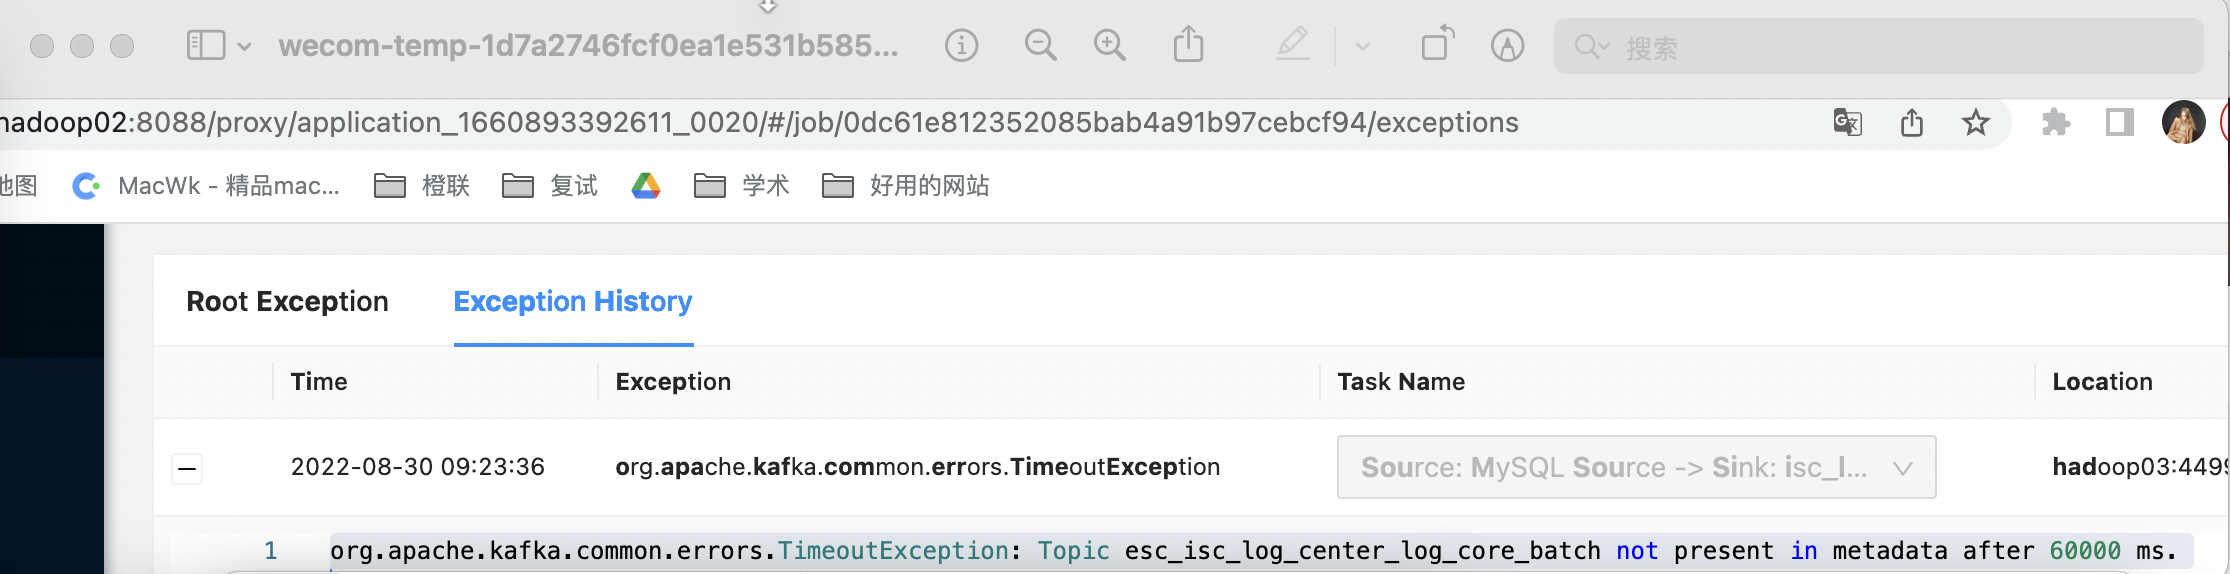 wecom-temp-1d7a2746fcf0ea1e531b585... 搜索
hadoop02:8088/proxy/application_1660893392611_0020/#/job/0dc61e812352085bab4a91b97cebcf94/exceptions
地图 MacWk - 精品mac... 橙联 复试 学术 好用的网站
Root Exception Exception History
Time Exception Task Name Location
2022-08-30 09:23:36 org.apache.kafka.common.errors.TimeoutException Source: MySQL Source -> Sink: isc_l... hadoop03:449
1 org.apache.kafka.common.errors.TimeoutException: Topic esc_isc_log_center_log_core_batch not present in metadata after 60000 ms.